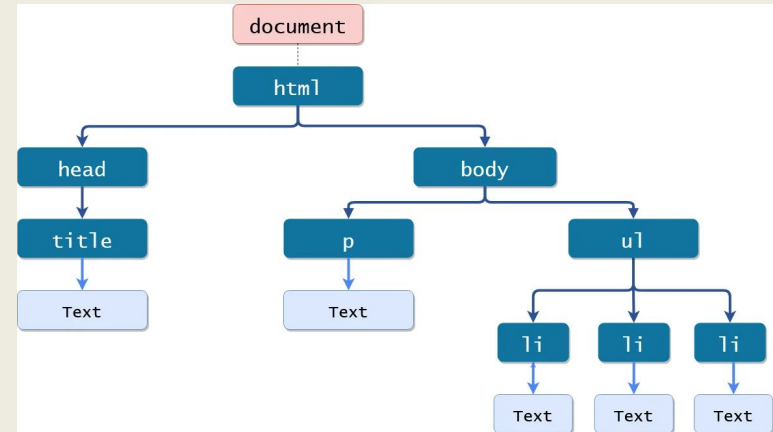 document
html
head
body
title
p
ul
Text
Text
li
li
li
Text
Text
Text